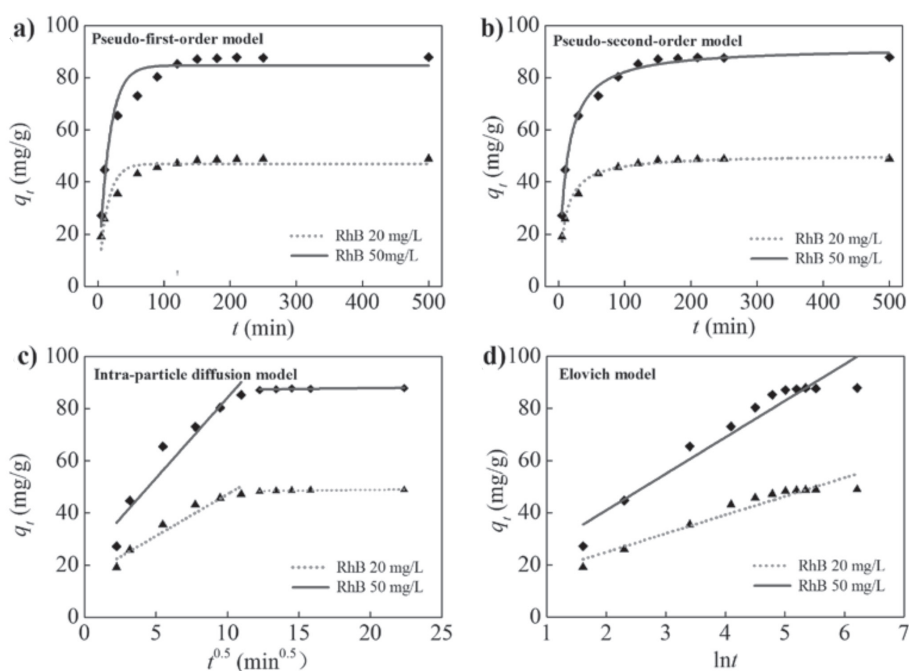 a)
Pseudo-first-order model
100
80
60
40
20
0
qt (mg/g)
RhB 20 mg/L
RhB 50mg/L
0 100 200 300 400 500
t (min)
b)
Pseudo-second-order model
100
80
60
40
20
0
qt (mg/g)
RhB 20 mg/L
RhB 50 mg/L
0 100 200 300 400 500
t (min)
c)
Intra-particle diffusion model
100
80
60
40
20
0
qt (mg/g)
RhB 20 mg/L
RhB 50 mg/L
0 5 10 15 20 25
t^0.5 (min^0.5)
d)
Elovich model
100
80
60
40
20
0
qt (mg/g)
RhB 20 mg/L
RhB 50 mg/L
1 2 3 4 5 6 7
lnt